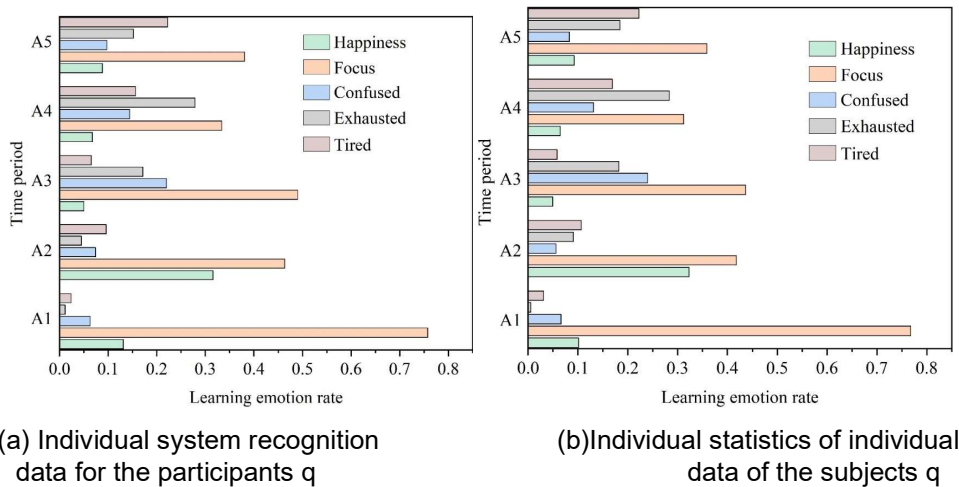 A5
A4
A3
A2
A1
Time period
Happiness
Focus
Confused
Exhausted
Tired
0.0 0.1 0.2 0.3 0.4 0.5 0.6 0.7 0.8
Learning emotion rate
A5
A4
A3
A2
A1
Time period
Happiness
Focus
Confused
Exhausted
Tired
0.0 0.1 0.2 0.3 0.4 0.5 0.6 0.7 0.8
Learning emotion rate
(a) Individual system recognition
data for the participants q
(b)Individual statistics of individual
data of the subjects q